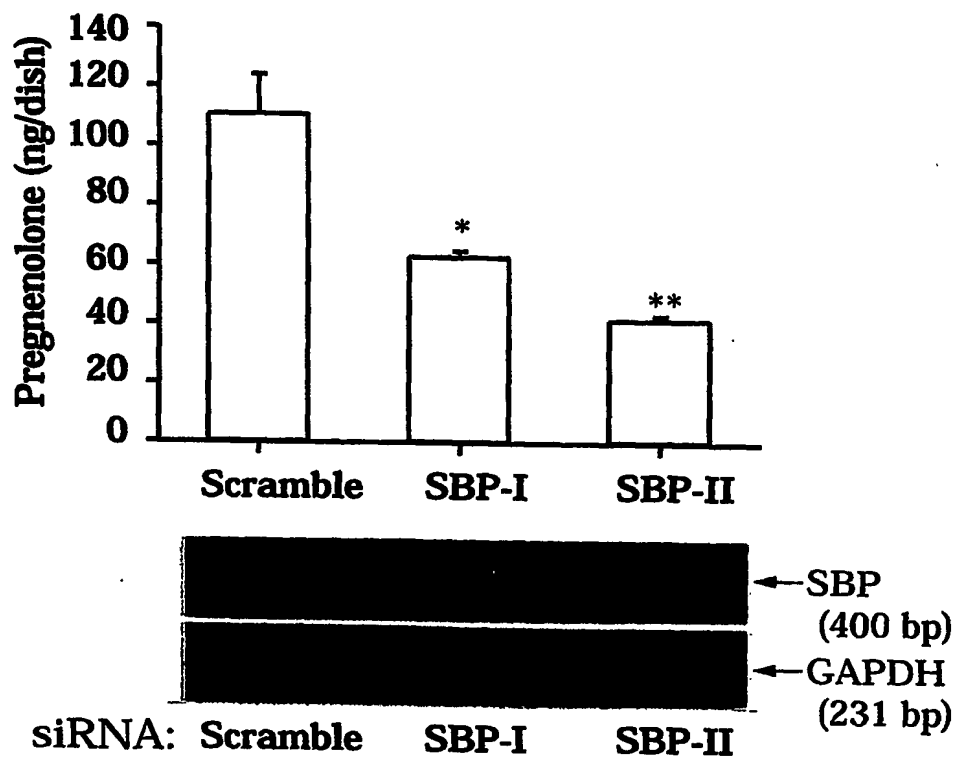 Pregnenolone (ng/dish)
140
120
100
80
60
40
20
0
*
**
Scramble SBP-I SBP-II
SBP
(400 bp)
GAPDH
(231 bp)
siRNA: Scramble SBP-I SBP-II